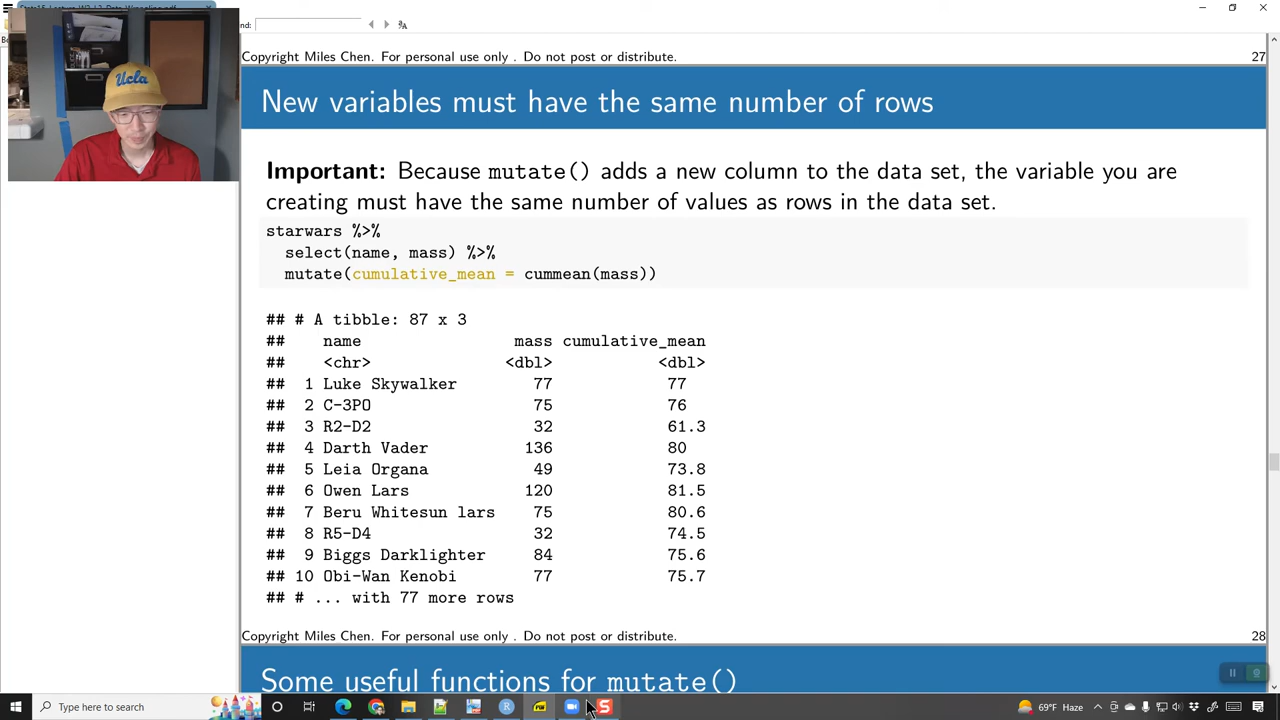 nd:
Copyright Miles Chen. For personal use only . Do not post or distribute.
27
Ucla
New variables must have the same number of rows
Important: Because mutate() adds a new column to the data set, the variable you are
creating must have the same number of values as rows in the data set.
starwars %>%
select(name, mass) %>%
mutate(cumulative_mean = cummean(mass))
## # A tibble: 87 x 3
## name mass cumulative_mean
## <chr> <dbl> <dbl>
## 1 Luke Skywalker 77 77
## 2 C-3PO 75 76
## 3 R2-D2 32 61.3
## 4 Darth Vader 136 80
## 5 Leia Organa 49 73.8
## 6 Owen Lars 120 81.5
## 7 Beru Whitesun lars 75 80.6
## 8 R5-D4 32 74.5
## 9 Biggs Darklighter 84 75.6
## 10 Obi-Wan Kenobi 77 75.7
## # ... with 77 more rows
Copyright Miles Chen. For personal use only . Do not post or distribute.
28
Some useful functions for mutate()
Type here to search
69°F Haze